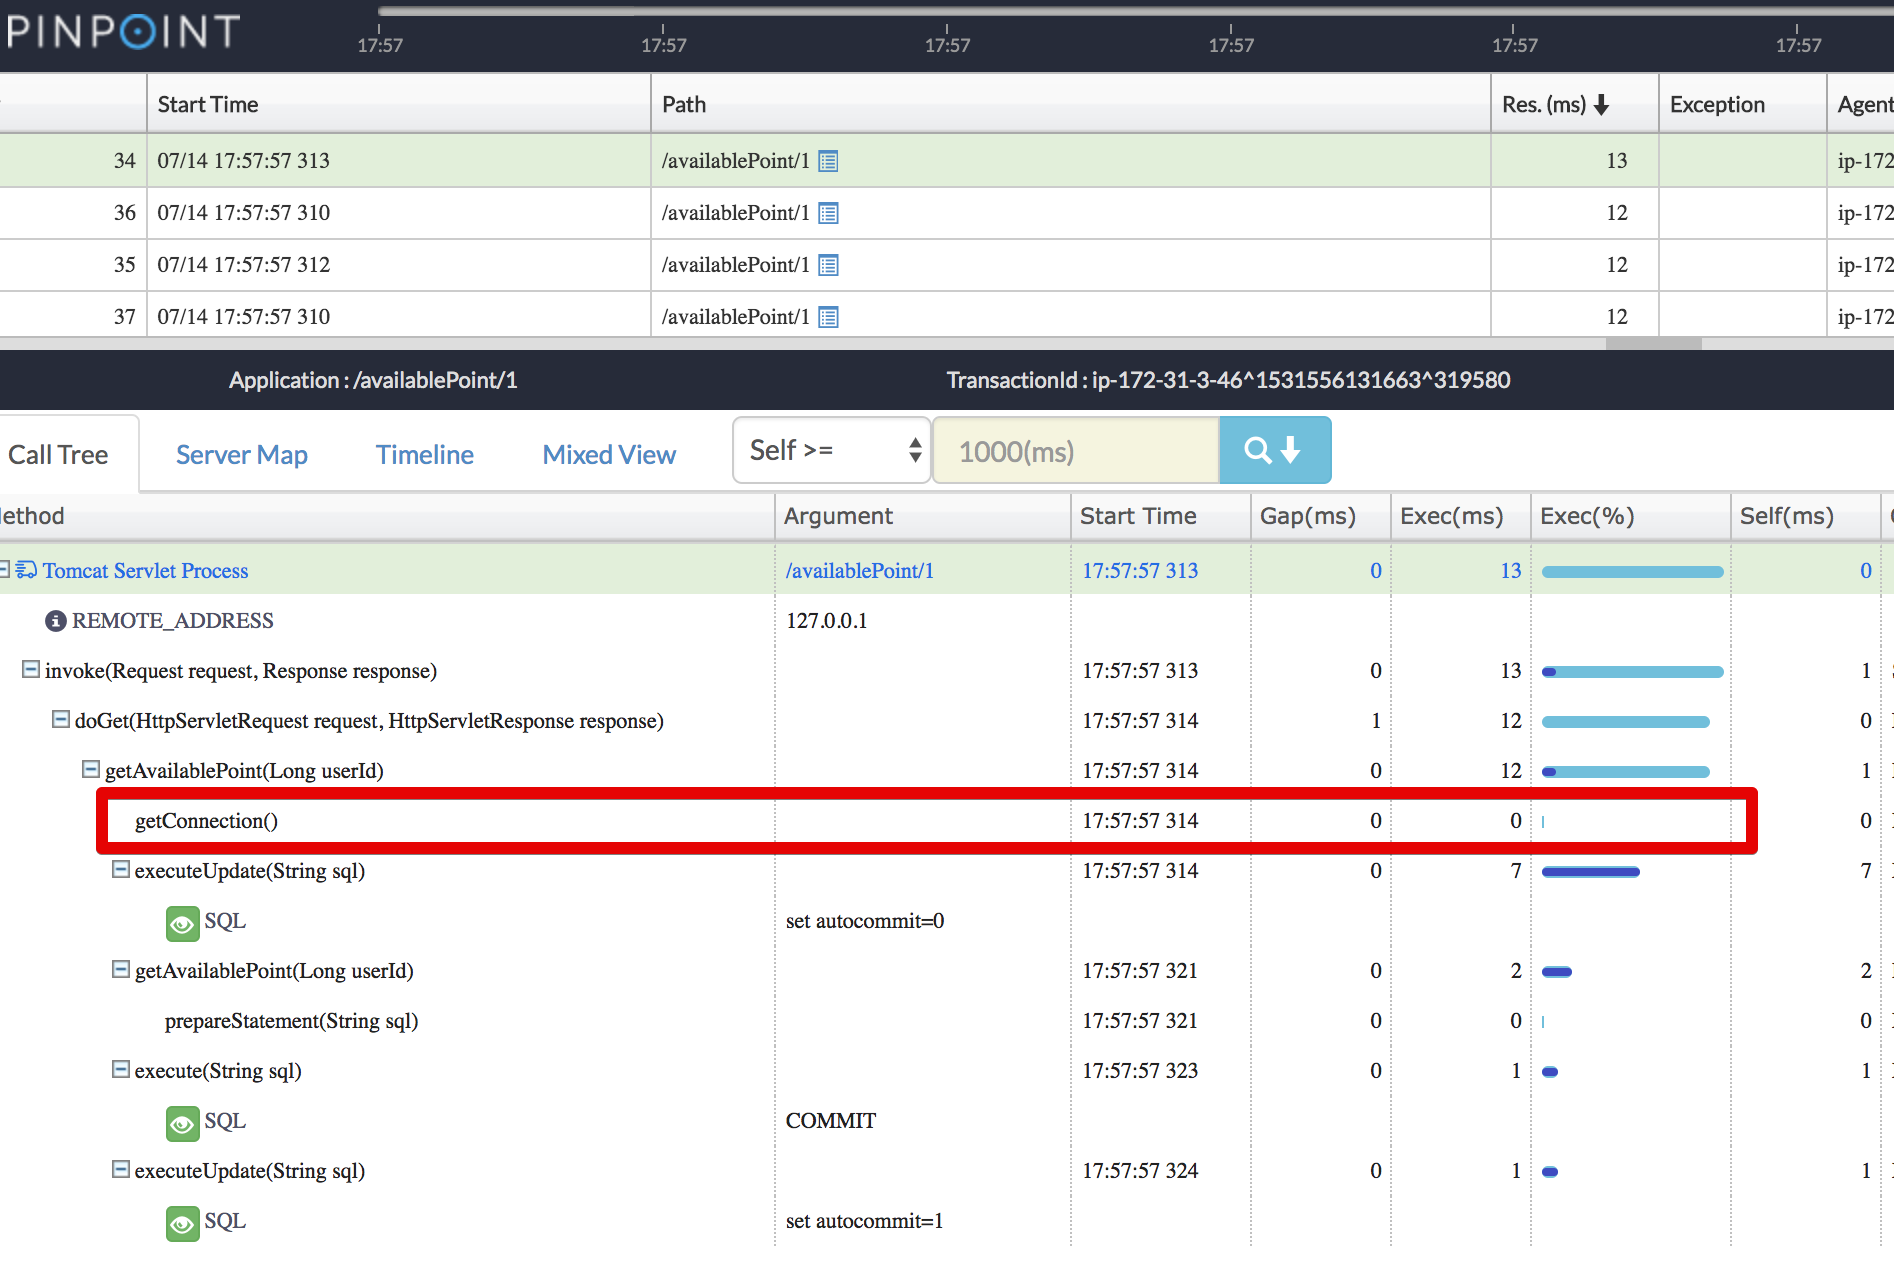 PINPOINT
17:57 17:57 17:57 17:57 17:57 17:57
Start Time Path Res. (ms) Exception Agent
34 07/14 17:57:57 313 /availablePoint/1 13 ip-172
36 07/14 17:57:57 310 /availablePoint/1 12 ip-172
35 07/14 17:57:57 312 /availablePoint/1 12 ip-172
37 07/14 17:57:57 310 /availablePoint/1 12 ip-172
Application : /availablePoint/1 TransactionId : ip-172-31-3-46^1531556131663^319580
Call Tree Server Map Timeline Mixed View Self >= 1000(ms)
ethod Argument Start Time Gap(ms) Exec(ms) Exec(%) Self(ms)
Tomcat Servlet Process /availablePoint/1 17:57:57 313 0 13 0
REMOTE_ADDRESS 127.0.0.1
invoke(Request request, Response response) 17:57:57 313 0 13 1
doGet(HttpServletRequest request, HttpServletResponse response) 17:57:57 314 1 12 0
getAvailablePoint(Long userId) 17:57:57 314 0 12 1
getConnection() 17:57:57 314 0 0 0
executeUpdate(String sql) 17:57:57 314 0 7 7
SQL set autocommit=0
getAvailablePoint(Long userId) 17:57:57 321 0 2 2
prepareStatement(String sql) 17:57:57 321 0 0 0
execute(String sql) 17:57:57 323 0 1 1
SQL COMMIT
executeUpdate(String sql) 17:57:57 324 0 1 1
SQL set autocommit=1